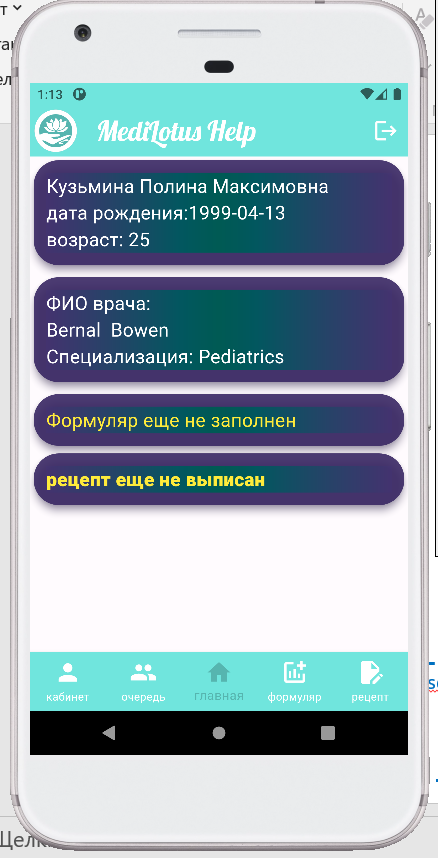 1:13
MediLotus Help
Кузьмина Полина Максимовна
дата рождения:1999-04-13
возраст: 25
ФИО врача:
Bernal Bowen
Специализация: Pediatrics
Формуляр еще не заполнен
рецепт еще не выписан
кабинет очередь главная формуляр рецепт